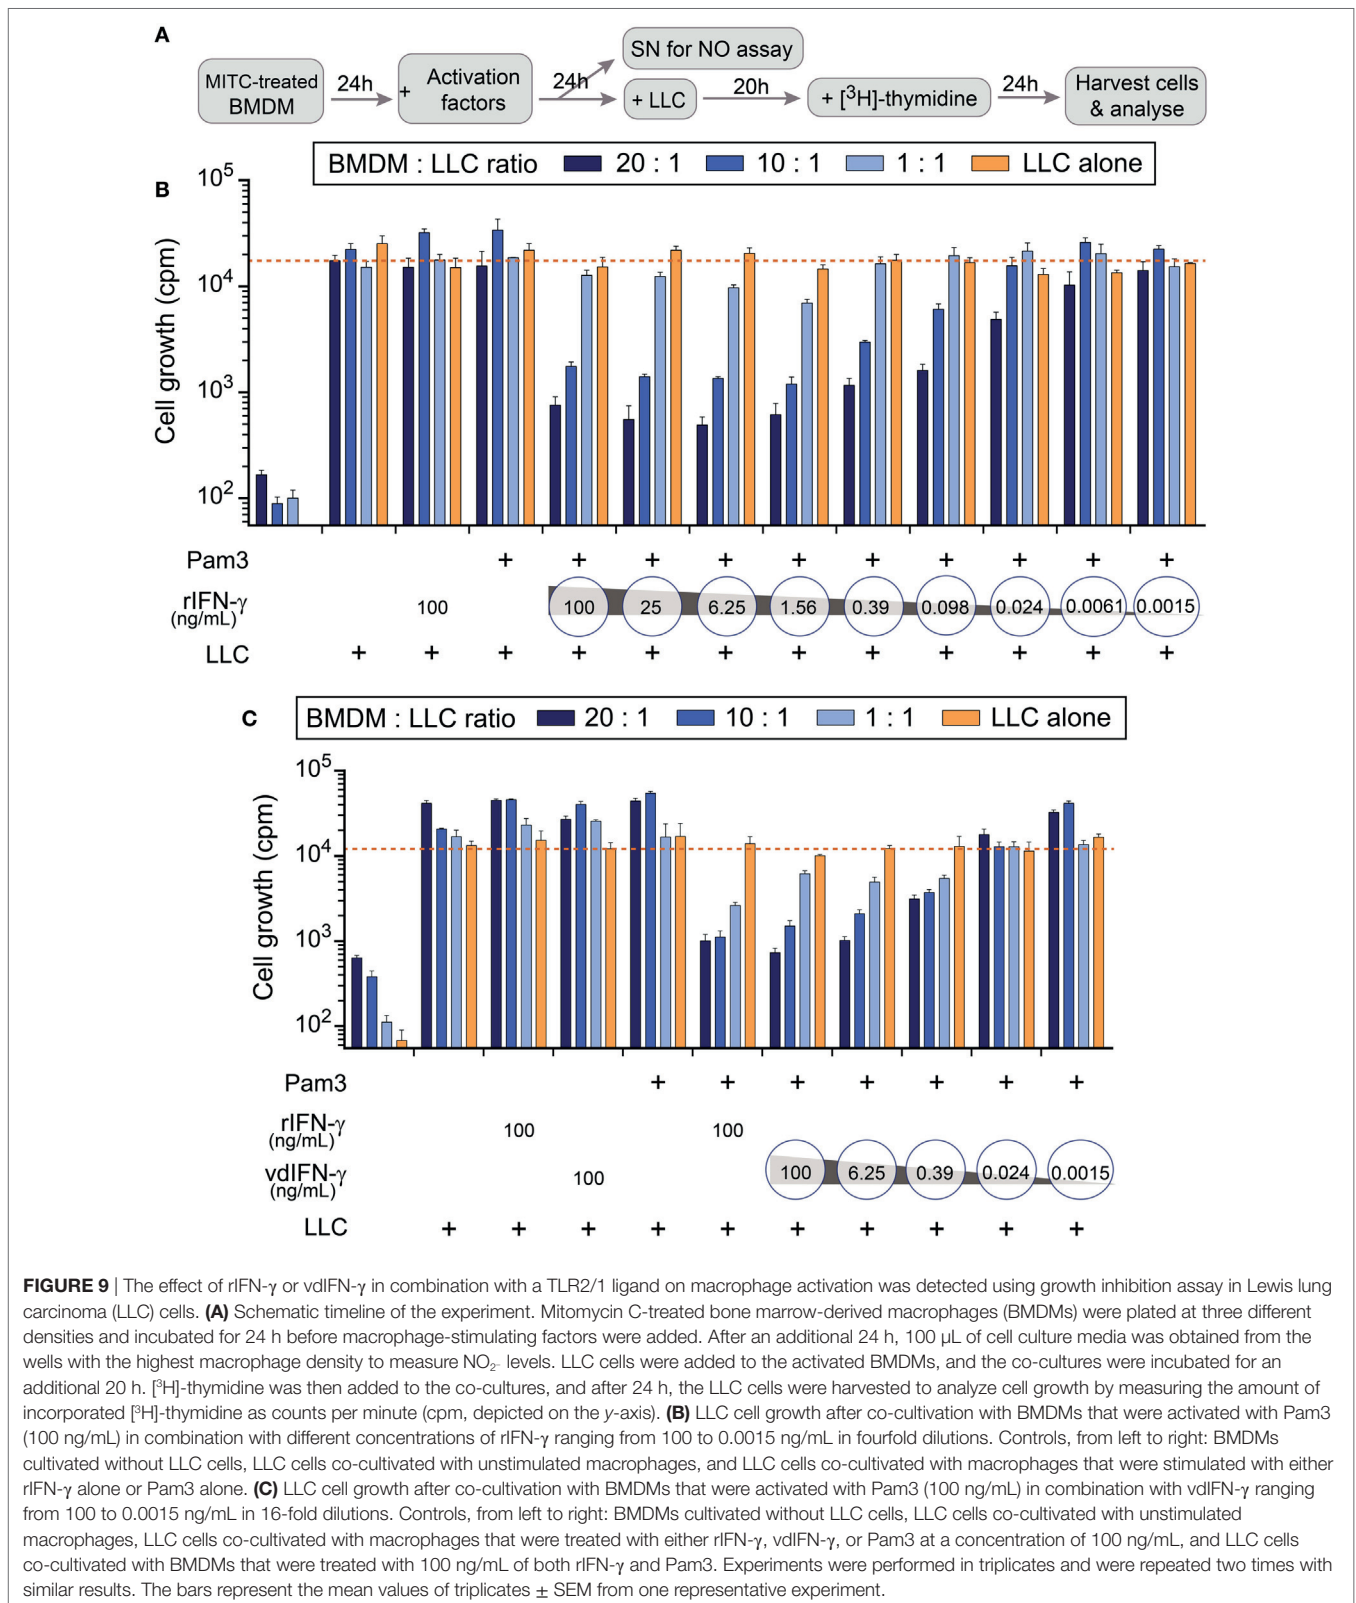 A
MITC-treated
BMDM
24h
+ Activation
factors
24h
SN for NO assay
+ LLC
20h
+ [³H]-thymidine
24h
Harvest cells
& analyse
BMDM : LLC ratio 20 : 1 10 : 1 1 : 1 LLC alone
B
Cell growth (cpm)
10⁵
10⁴
10³
10²
Pam3 + + + + + + + + + +
rIFN-γ
(ng/mL)
100 100 25 6.25 1.56 0.39 0.098 0.024 0.0061 0.0015
LLC + + + + + + + + + + + +
C
BMDM : LLC ratio 20 : 1 10 : 1 1 : 1 LLC alone
Cell growth (cpm)
10⁵
10⁴
10³
10²
Pam3 + + + + + + +
rIFN-γ
(ng/mL)
100 100
vdIFN-γ
(ng/mL)
100 100 6.25 0.39 0.024 0.0015
LLC + + + + + + + + + +
FIGURE 9 | The effect of rIFN-γ or vdIFN-γ in combination with a TLR2/1 ligand on macrophage activation was detected using growth inhibition assay in Lewis lung
carcinoma (LLC) cells. (A) Schematic timeline of the experiment. Mitomycin C-treated bone marrow-derived macrophages (BMDMs) were plated at three different
densities and incubated for 24 h before macrophage-stimulating factors were added. After an additional 24 h, 100 μL of cell culture media was obtained from the
wells with the highest macrophage density to measure NO₂₋ levels. LLC cells were added to the activated BMDMs, and the co-cultures were incubated for an
additional 20 h. [³H]-thymidine was then added to the co-cultures, and after 24 h, the LLC cells were harvested to analyze cell growth by measuring the amount of
incorporated [³H]-thymidine as counts per minute (cpm, depicted on the y-axis). (B) LLC cell growth after co-cultivation with BMDMs that were activated with Pam3
(100 ng/mL) in combination with different concentrations of rIFN-γ ranging from 100 to 0.0015 ng/mL in fourfold dilutions. Controls, from left to right: BMDMs
cultivated without LLC cells, LLC cells co-cultivated with unstimulated macrophages, and LLC cells co-cultivated with macrophages that were stimulated with either
rIFN-γ alone or Pam3 alone. (C) LLC cell growth after co-cultivation with BMDMs that were activated with Pam3 (100 ng/mL) in combination with vdIFN-γ ranging
from 100 to 0.0015 ng/mL in 16-fold dilutions. Controls, from left to right: BMDMs cultivated without LLC cells, LLC cells co-cultivated with unstimulated
macrophages, LLC cells co-cultivated with macrophages that were treated with either rIFN-γ, vdIFN-γ, or Pam3 at a concentration of 100 ng/mL, and LLC cells
co-cultivated with BMDMs that were treated with 100 ng/mL of both rIFN-γ and Pam3. Experiments were performed in triplicates and were repeated two times with
similar results. The bars represent the mean values of triplicates ± SEM from one representative experiment.